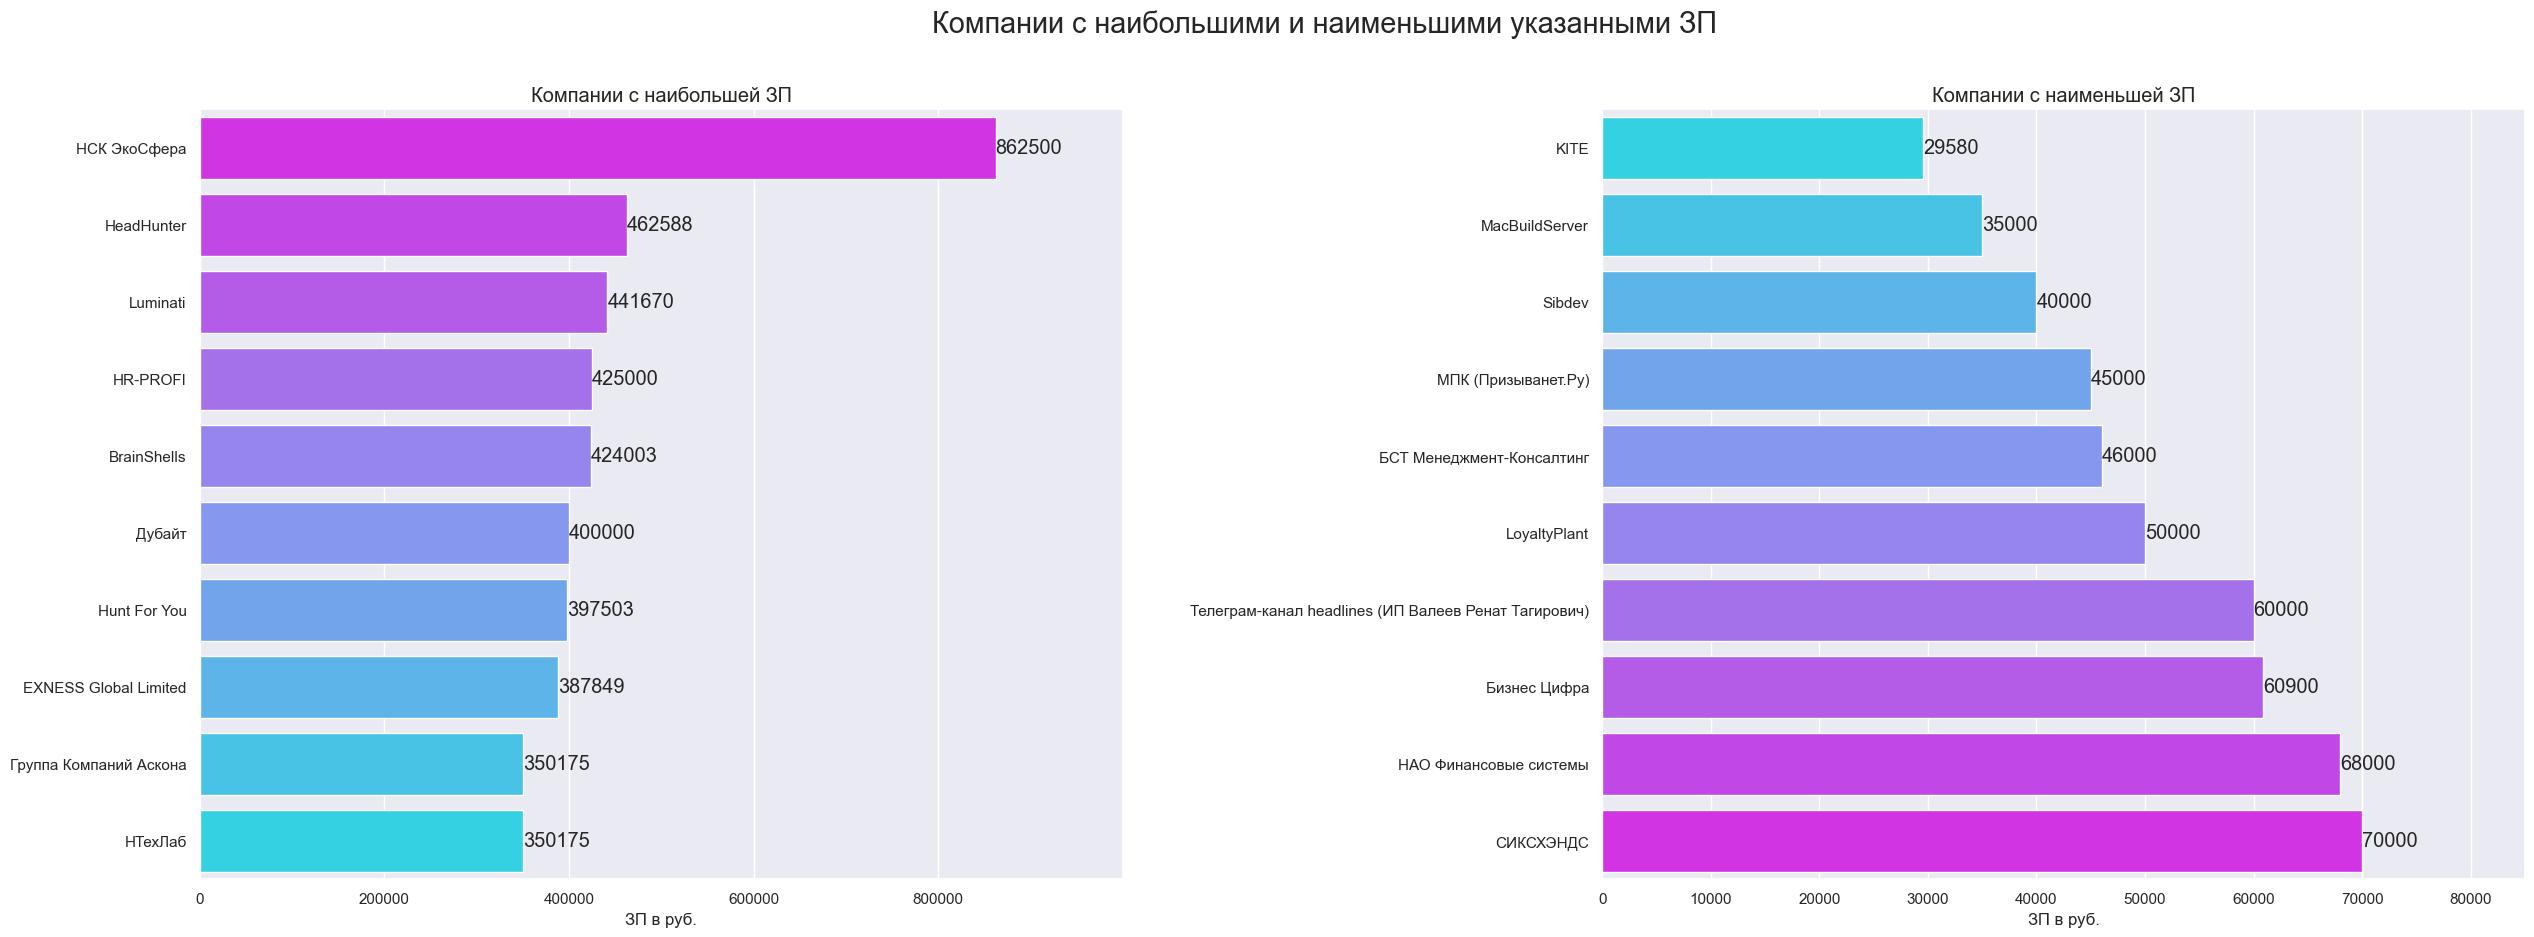 Компании с наибольшими и наименьшими указанными ЗП
Компании с наибольшей ЗП
НСК ЭкоСфера 862500
HeadHunter 462588
Luminati 441670
HR-PROFI 425000
BrainShells 424003
Дубайт 400000
Hunt For You 397503
EXNESS Global Limited 387849
Группа Компаний Аскона 350175
НТехЛаб 350175
0 200000 400000 600000 800000
ЗП в руб.
Компании с наименьшей ЗП
KITE 29580
MacBuildServer 35000
Sibdev 40000
МПК (Призыванет.Ру) 45000
БСТ Менеджмент-Консалтинг 46000
LoyaltyPlant 50000
Телеграм-канал headlines (ИП Валеев Ренат Тагирович) 60000
Бизнес Цифра 60900
НАО Финансовые системы 68000
СИКСХЭНДС 70000
0 10000 20000 30000 40000 50000 60000 70000 80000
ЗП в руб.